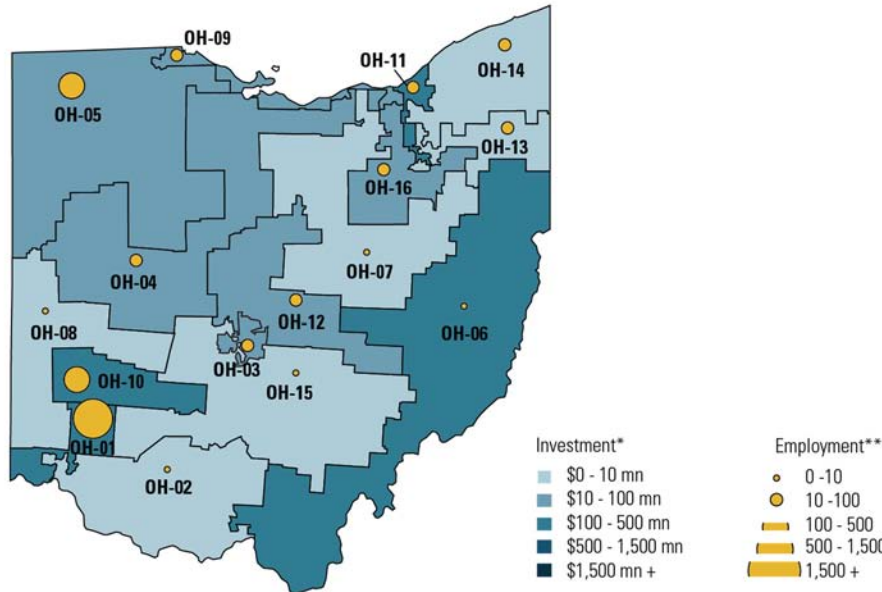 OH-09
OH-11
OH-14
OH-05
OH-13
OH-16
OH-07
OH-04
OH-12
OH-06
OH-08
OH-03
OH-10
OH-15
OH-01
OH-02
Investment*
$0 - 10 mn
$10 - 100 mn
$100 - 500 mn
$500 - 1,500 mn
$1,500 mn +
Employment**
0 -10
10 -100
100 - 500
500 - 1,500
1,500 +